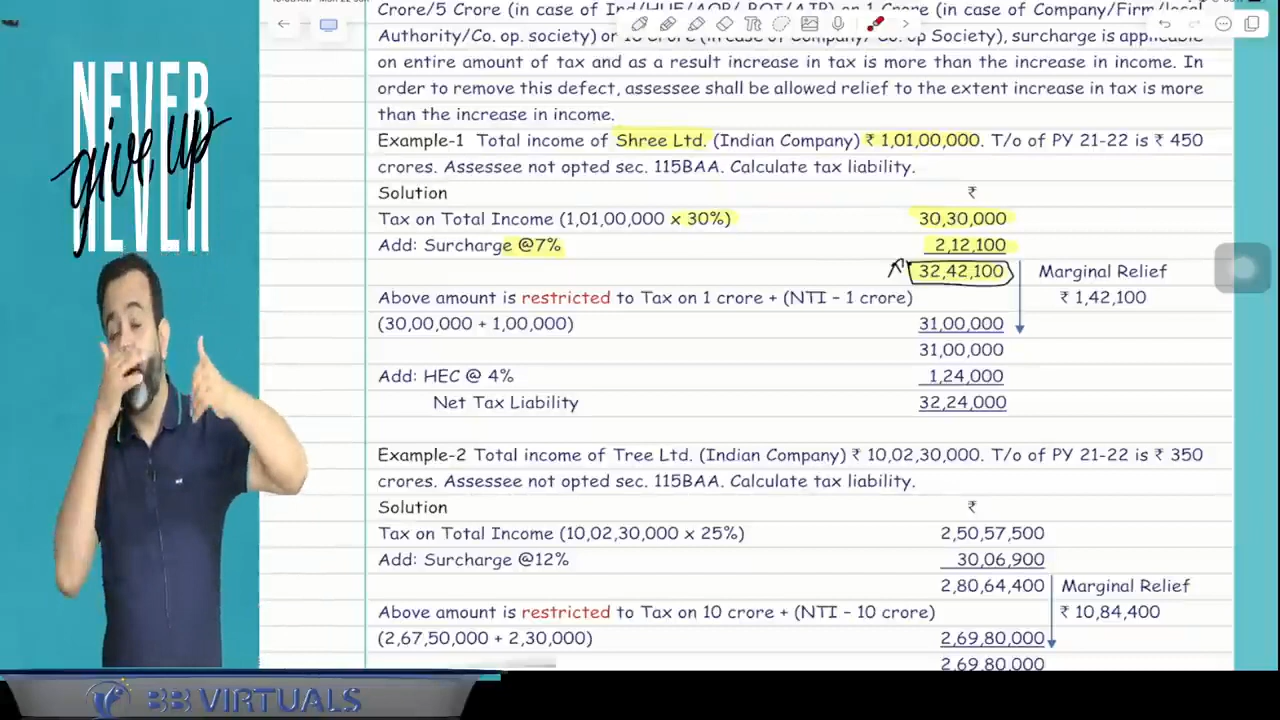 NEVER
give up
NEVER
Crore/5 Crore (in case of Ind/HUF/AOP/ BOI/AJP) or 1 Crore (in case of Company/Firm/local
Authority/Co. op. society) or 10 Crore (in case of Company/ Co. op Society), surcharge is applicable
on entire amount of tax and as a result increase in tax is more than the increase in income. In
order to remove this defect, assessee shall be allowed relief to the extent increase in tax is more
than the increase in income.
Example-1 Total income of Shree Ltd. (Indian Company) ₹ 1,01,00,000. T/o of PY 21-22 is ₹ 450
crores. Assessee not opted sec. 115BAA. Calculate tax liability.
Solution ₹
Tax on Total Income (1,01,00,000 x 30%) 30,30,000
Add: Surcharge @7% 2,12,100
32,42,100 Marginal Relief
Above amount is restricted to Tax on 1 crore + (NTI – 1 crore) ₹ 1,42,100
(30,00,000 + 1,00,000) 31,00,000
31,00,000
Add: HEC @ 4% 1,24,000
Net Tax Liability 32,24,000
Example-2 Total income of Tree Ltd. (Indian Company) ₹ 10,02,30,000. T/o of PY 21-22 is ₹ 350
crores. Assessee not opted sec. 115BAA. Calculate tax liability.
Solution ₹
Tax on Total Income (10,02,30,000 x 25%) 2,50,57,500
Add: Surcharge @12% 30,06,900
2,80,64,400 Marginal Relief
Above amount is restricted to Tax on 10 crore + (NTI – 10 crore) ₹ 10,84,400
(2,67,50,000 + 2,30,000) 2,69,80,000
2,69,80,000
BB VIRTUALS